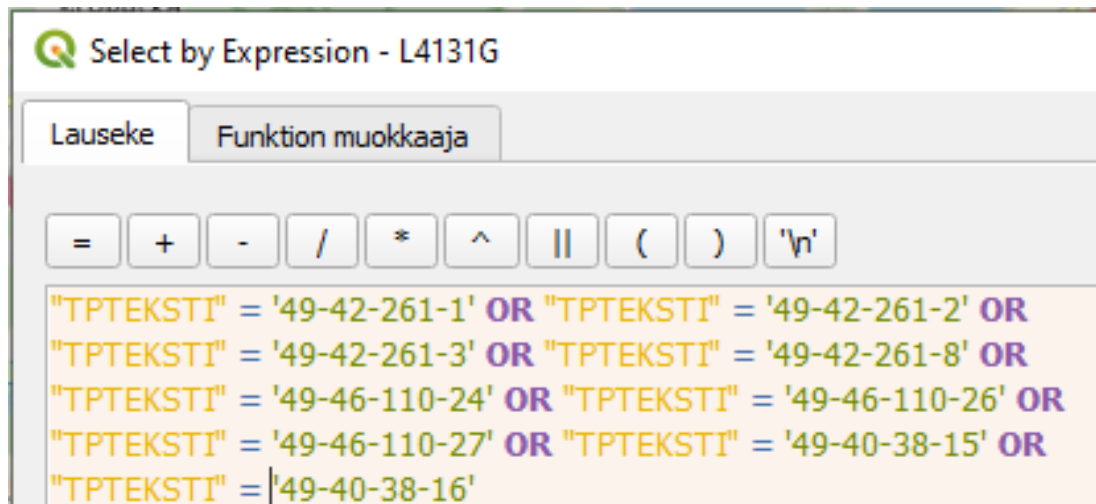 Select by Expression - L4131G
Lauseke Funktion muokkaaja
= + - / * ^ || ( ) '\n'
"TPTEKSTI" = '49-42-261-1' OR "TPTEKSTI" = '49-42-261-2' OR
"TPTEKSTI" = '49-42-261-3' OR "TPTEKSTI" = '49-42-261-8' OR
"TPTEKSTI" = '49-46-110-24' OR "TPTEKSTI" = '49-46-110-26' OR
"TPTEKSTI" = '49-46-110-27' OR "TPTEKSTI" = '49-40-38-15' OR
"TPTEKSTI" = '49-40-38-16'